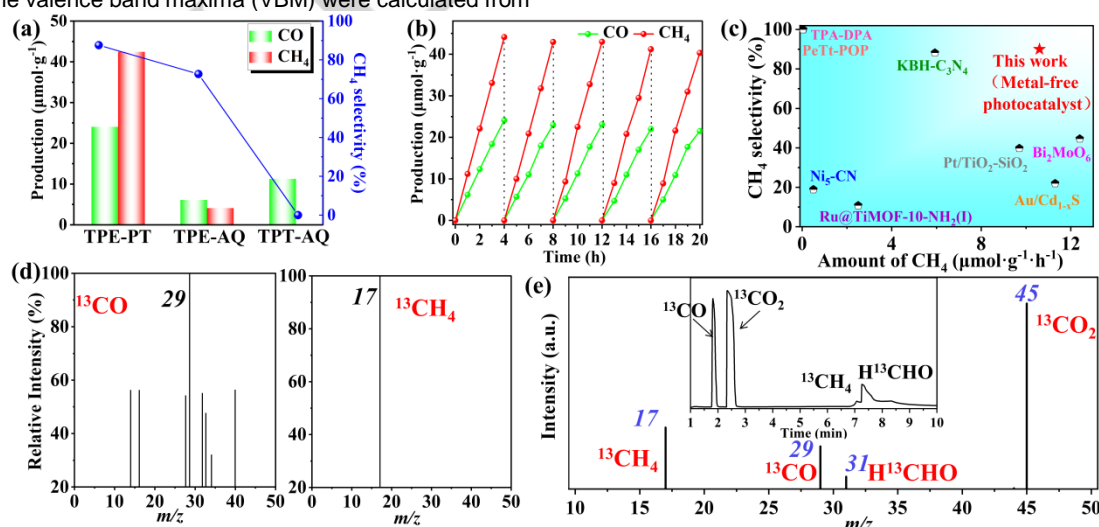 he valence band maxima (VBM) were calculated from
(a)
CO
CH₄
Production (μmol·g⁻¹)
50
40
30
20
10
0
TPE-PT
TPE-AQ
TPT-AQ
100
80
60
40
20
0
CH₄ selectivity (%)
(b)
CO
CH₄
Production (μmol·g⁻¹)
40
30
20
10
0
0
4
8
12
16
20
Time (h)
(c)
CH₄ selectivity (%)
100
80
60
40
20
0
TPA-DPA
PeTt-POP
KBH-C₃N₄
This work
(Metal-free
photocatalyst)
Bi₂MoO₆
Pt/TiO₂-SiO₂
Ni₅-CN
Au/Cd₁₋ₓS
Ru@TiMOF-10-NH₂(I)
0
4
8
12
Amount of CH₄ (μmol·g⁻¹·h⁻¹)
(d)
Relative Intensity (%)
100
80
60
40
20
¹³CO
29
0
10
20
30
40
50
m/z
100
80
60
40
20
17
¹³CH₄
0
10
20
30
40
50
m/z
(e)
Intensity (a.u.)
¹³CO
¹³CO₂
¹³CH₄
H¹³CHO
1
2
3
4
5
6
7
8
9
10
Time (min)
45
¹³CO₂
17
¹³CH₄
29
¹³CO
31
H¹³CHO
10
15
20
25
30
35
40
45
50
m/z